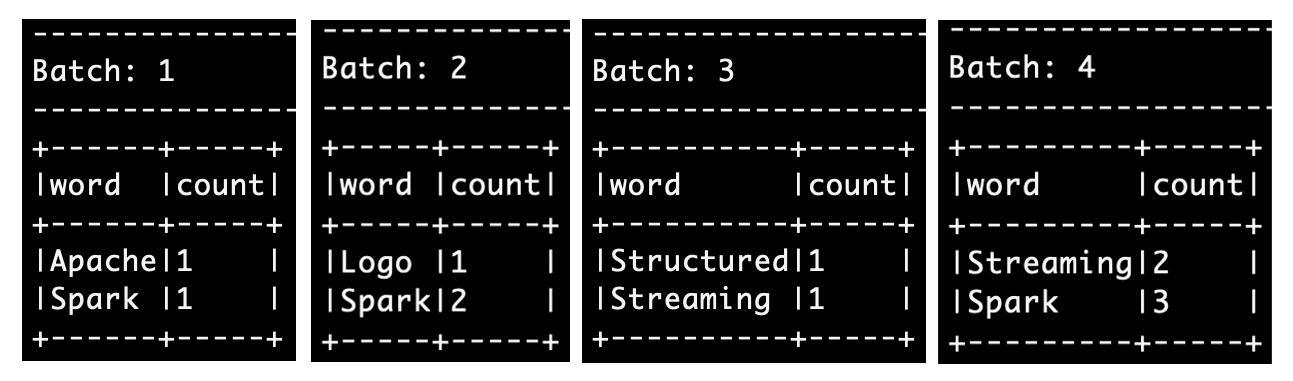 ---------------
Batch: 1
---------------
+------+-----+
|word  |count|
+------+-----+
|Apache|1    |
|Spark |1    |
+------+-----+
--------------
Batch: 2
--------------
+-----+-----+
|word |count|
+-----+-----+
|Logo |1    |
|Spark|2    |
+-----+-----+
-------------------
Batch: 3
-------------------
+----------+-----+
|word      |count|
+----------+-----+
|Structured|1    |
|Streaming |1    |
+----------+-----+
------------------
Batch: 4
------------------
+---------+-----+
|word     |count|
+---------+-----+
|Streaming|2    |
|Spark    |3    |
+---------+-----+